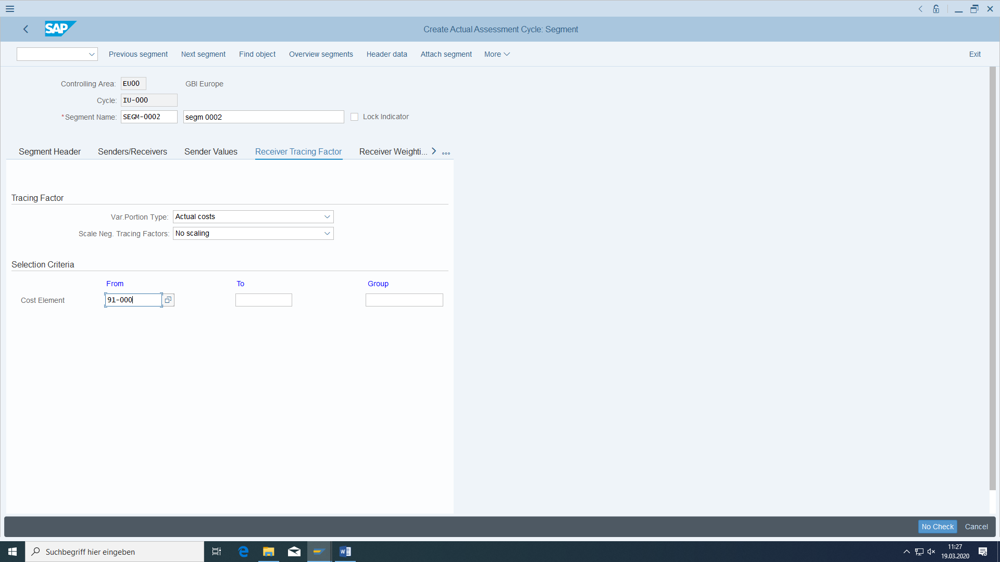 SAP
Create Actual Assessment Cycle: Segment
Previous segment Next segment Find object Overview segments Header data Attach segment More Exit
Controlling Area: EU00 GBI Europe
Cycle: IU-000
*Segment Name: SEGM-0002 segm 0002 Lock Indicator
Segment Header Senders/Receivers Sender Values Receiver Tracing Factor Receiver Weighti...
Tracing Factor
Var.Portion Type: Actual costs
Scale Neg. Tracing Factors: No scaling
Selection Criteria
From To Group
Cost Element 91-000
No Check Cancel
Suchbegriff hier eingeben
11:27
19.03.2020